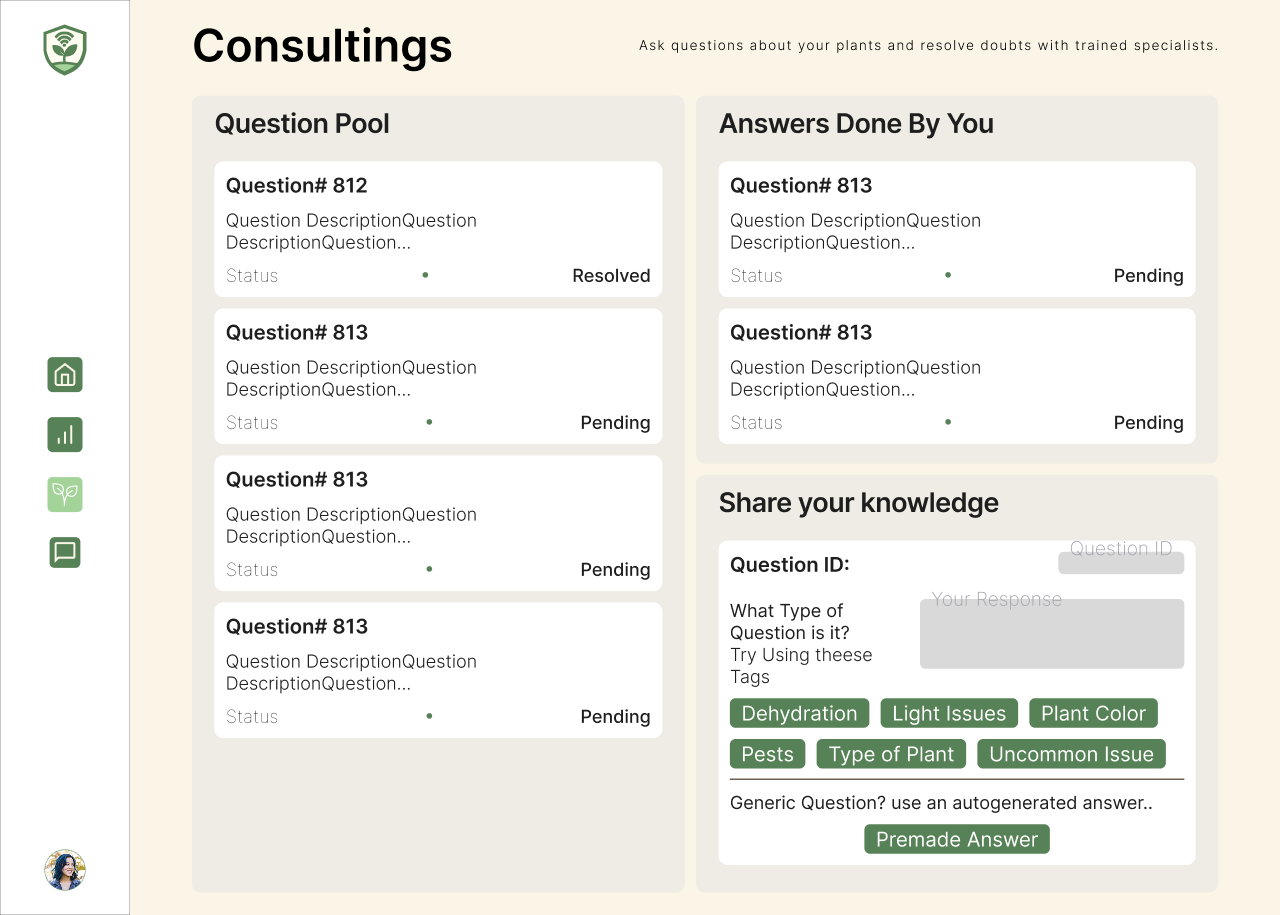 Consultings
Ask questions about your plants and resolve doubts with trained specialists.
Question Pool
Question# 812
Question DescriptionQuestion
DescriptionQuestion...
Status
Resolved
Question# 813
Question DescriptionQuestion
DescriptionQuestion...
Status
Pending
Question# 813
Question DescriptionQuestion
DescriptionQuestion...
Status
Pending
Question# 813
Question DescriptionQuestion
DescriptionQuestion...
Status
Pending
Answers Done By You
Question# 813
Question DescriptionQuestion
DescriptionQuestion...
Status
Pending
Question# 813
Question DescriptionQuestion
DescriptionQuestion...
Status
Pending
Share your knowledge
Question ID:
Question ID
What Type of
Question is it?
Try Using theese
Tags
Your Response
Dehydration
Light Issues
Plant Color
Pests
Type of Plant
Uncommon Issue
Generic Question? use an autogenerated answer..
Premade Answer